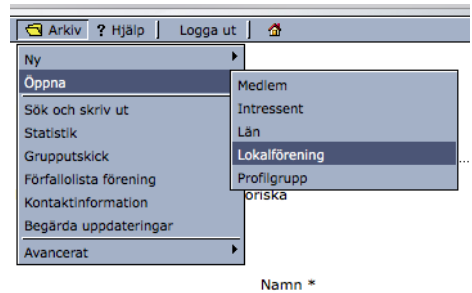 Arkiv ? Hjälp Logga ut
Ny
Öppna
Sök och skriv ut
Statistik
Grupputskick
Förfallolista förening
Kontaktinformation
Begärda uppdateringar
Avancerat
Medlem
Intressent
Län
Lokalförening
Profilgrupp
...
oriska
Namn *